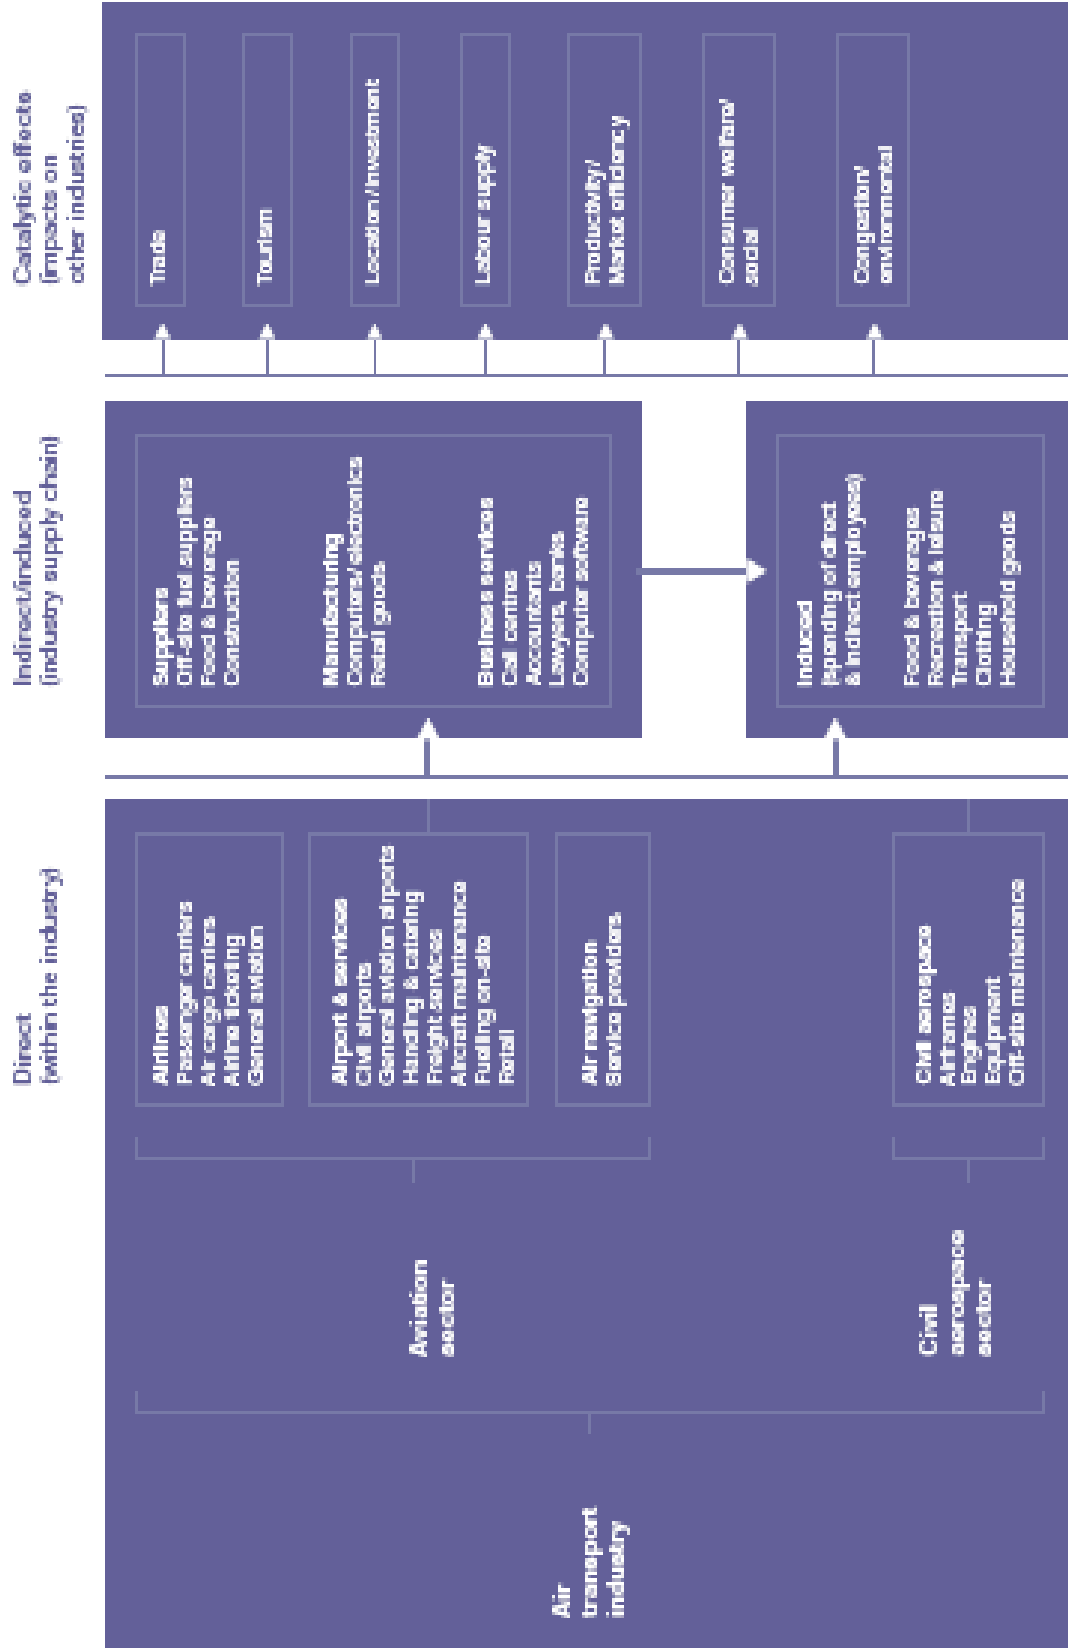 Direct
(within the industry)
Indirect/induced
(industry supply chain)
Catalytic effects
(impacts on
other industries)
Air
transport
industry
Aviation
sector
Civil
aerospace
sector
Airlines
Passenger carriers
Air cargo carriers
Airline ticketing
General aviation
Airport & services
Civil airports
General aviation airports
Handling & catering
Freight services
Aircraft maintenance
Fueling on-site
Retail
Air navigation
Service providers
Civil aerospace
Airframes
Engines
Equipment
Off-site maintenance
Suppliers
Off-site fuel suppliers
Food & beverage
Construction
Manufacturing
Computers/electronics
Retail goods
Business services
Call centres
Accountants
Lawyers, banks
Computer software
Induced
(spending of direct
& indirect employees)
Food & beverages
Recreation & leisure
Transport
Clothing
Household goods
Trade
Tourism
Location/investment
Labour supply
Productivity/
Market efficiency
Consumer welfare/
social
Congestion/
environmental